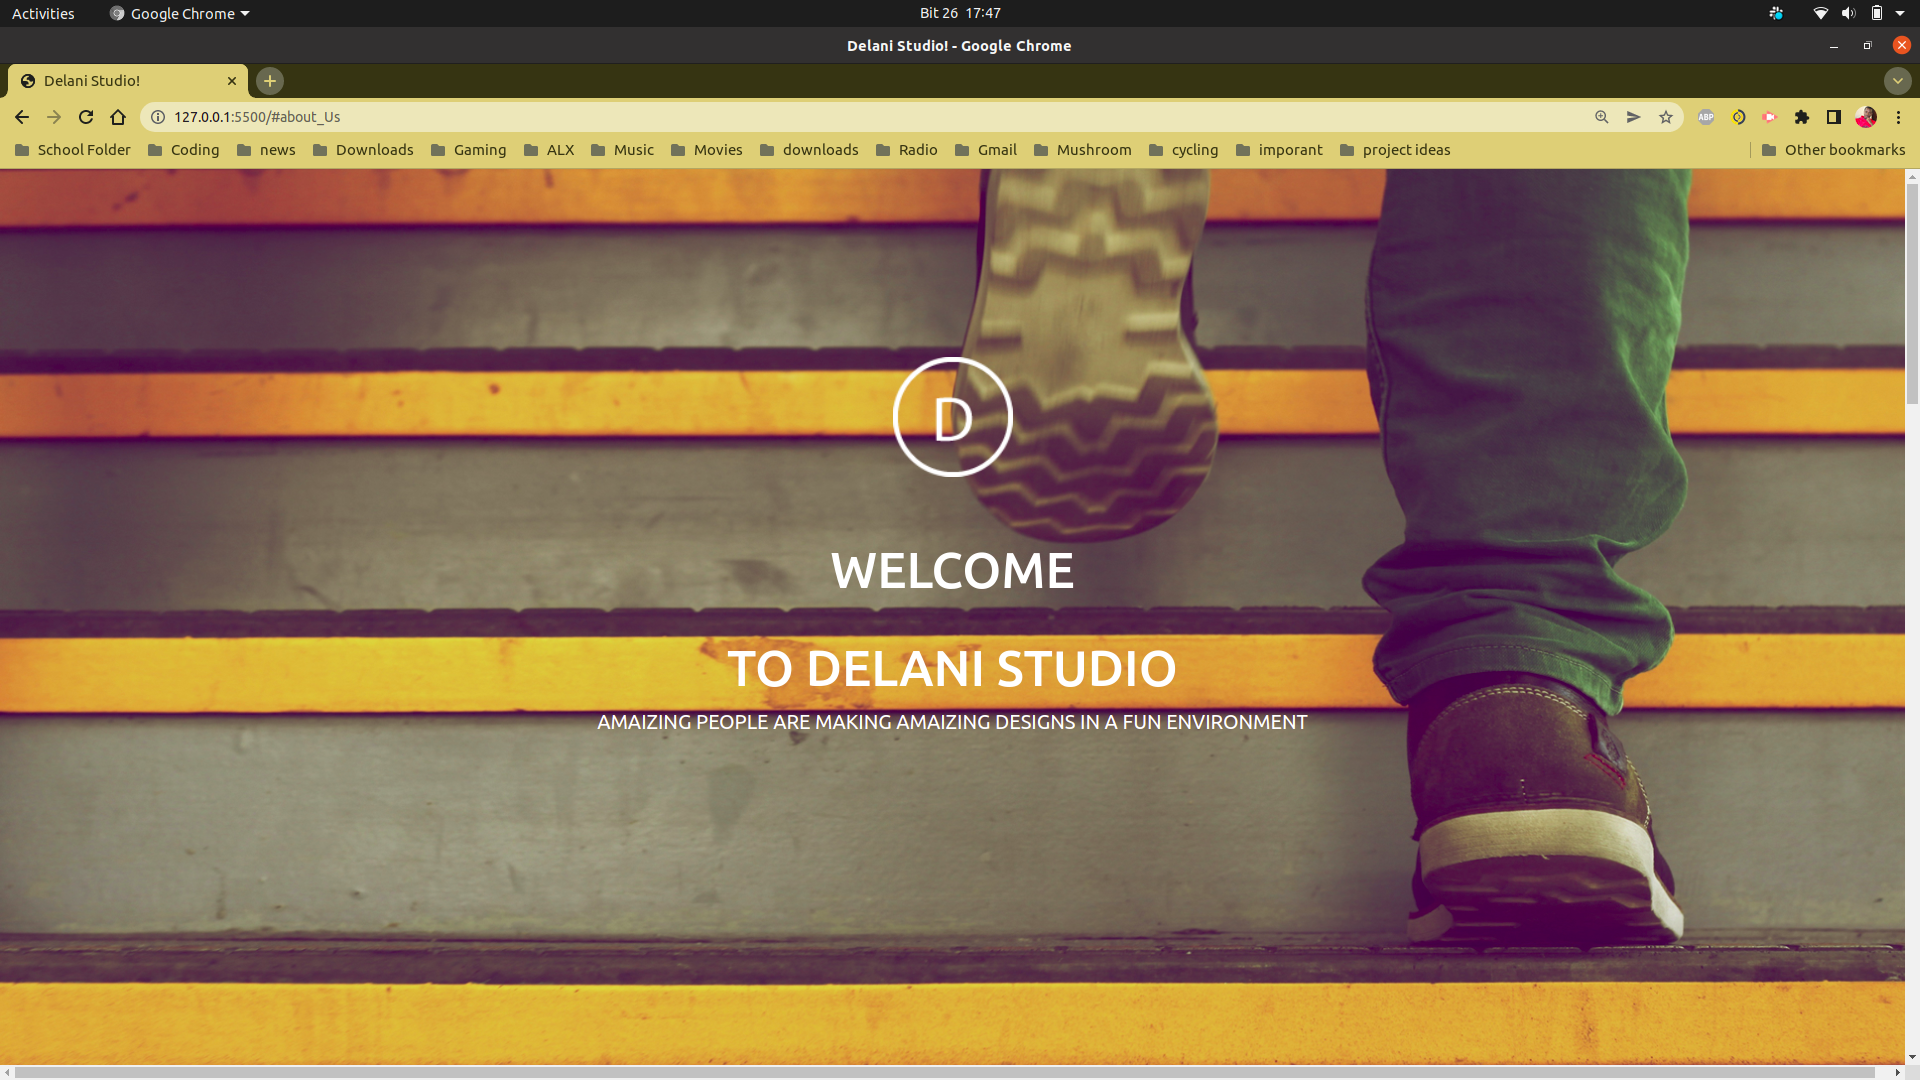 Activities
Google Chrome
Bit 26 17:47
Delani Studio! - Google Chrome
Delani Studio!
127.0.0.1:5500/#about_Us
ABP
School Folder
Coding
news
Downloads
Gaming
ALX
Music
Movies
downloads
Radio
Gmail
Mushroom
cycling
imporant
project ideas
Other bookmarks
D
WELCOME
TO DELANI STUDIO
AMAIZING PEOPLE ARE MAKING AMAIZING DESIGNS IN A FUN ENVIRONMENT